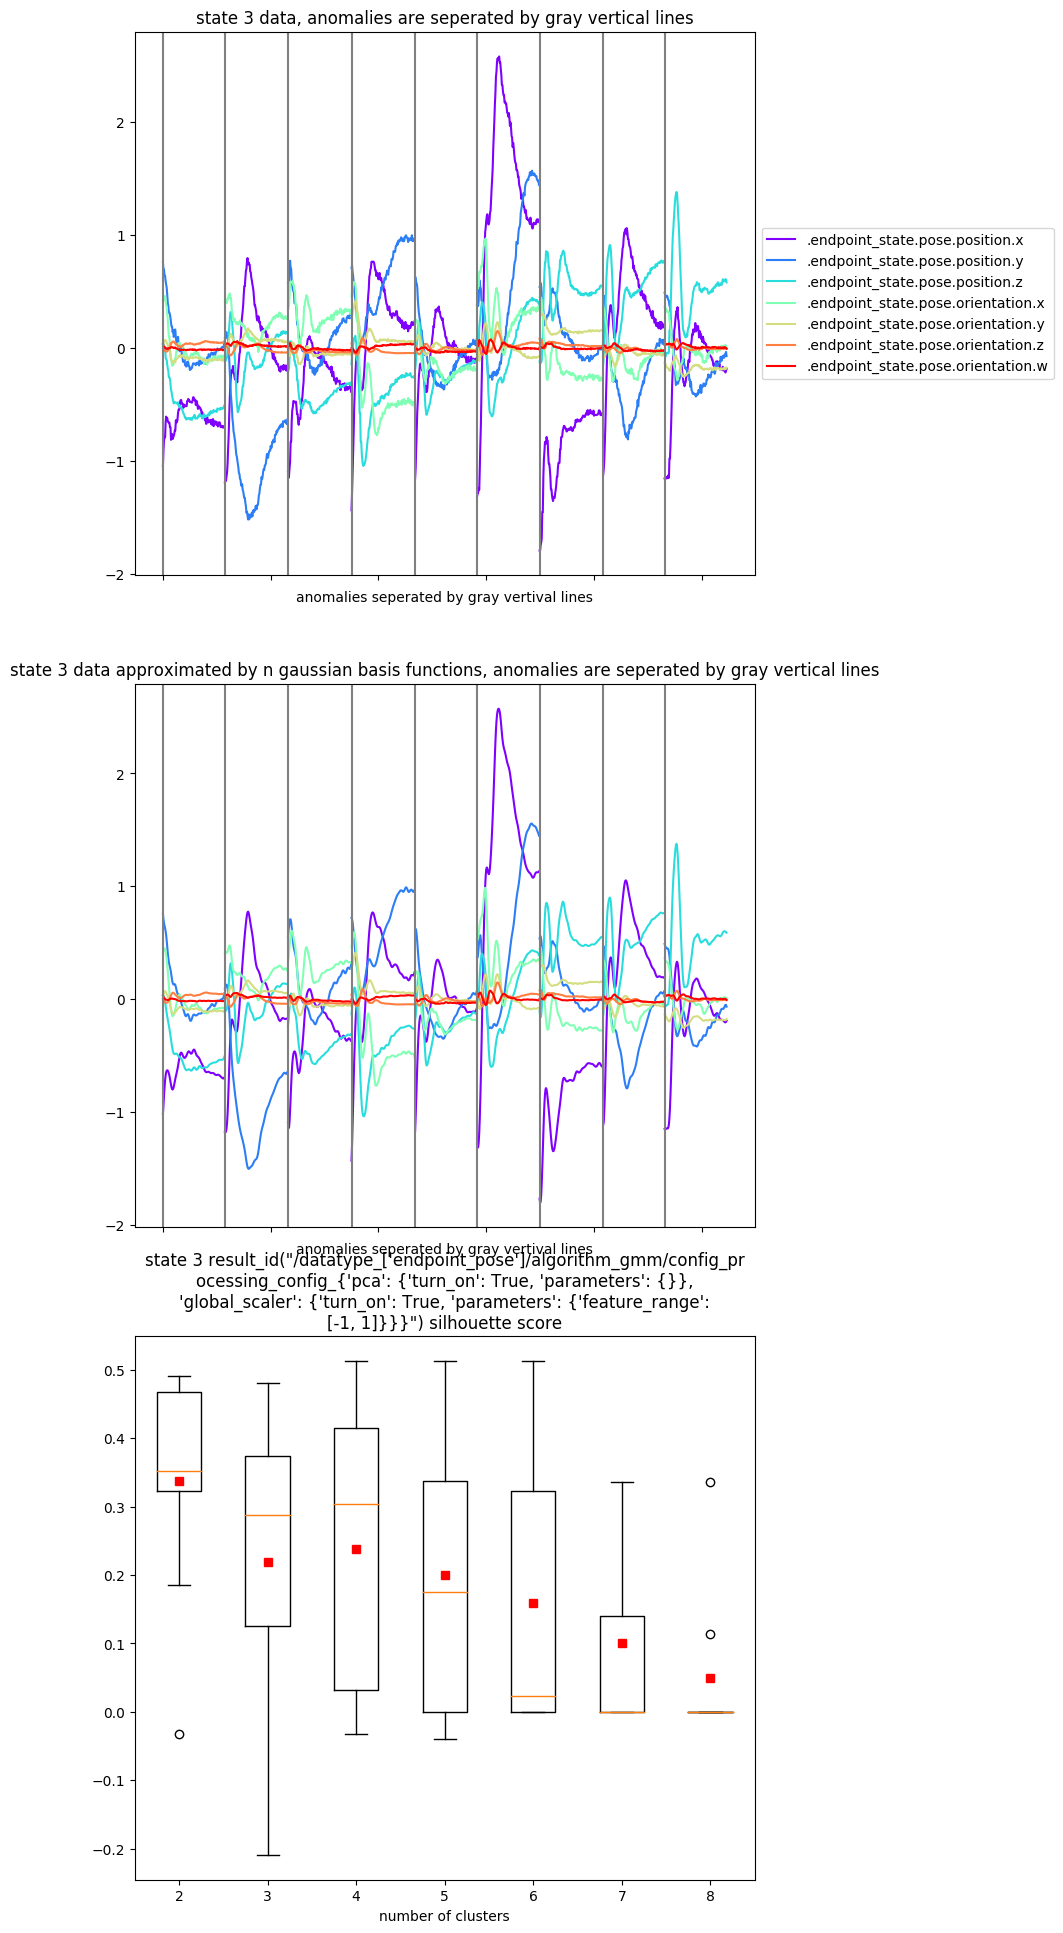 state 3 data, anomalies are seperated by gray vertical lines
2
1
0
−1
−2
.endpoint_state.pose.position.x
.endpoint_state.pose.position.y
.endpoint_state.pose.position.z
.endpoint_state.pose.orientation.x
.endpoint_state.pose.orientation.y
.endpoint_state.pose.orientation.z
.endpoint_state.pose.orientation.w
anomalies seperated by gray vertival lines
state 3 data approximated by n gaussian basis functions, anomalies are seperated by gray vertical lines
2
1
0
−1
−2
anomalies seperated by gray vertival lines
state 3 result_id("/datatype_['endpoint_pose']/algorithm_gmm/config_pr
ocessing_config_{'pca': {'turn_on': True, 'parameters': {}},
'global_scaler': {'turn_on': True, 'parameters': {'feature_range':
[-1, 1]}}}") silhouette score
0.5
0.4
0.3
0.2
0.1
0.0
−0.1
−0.2
2 3 4 5 6 7 8
number of clusters